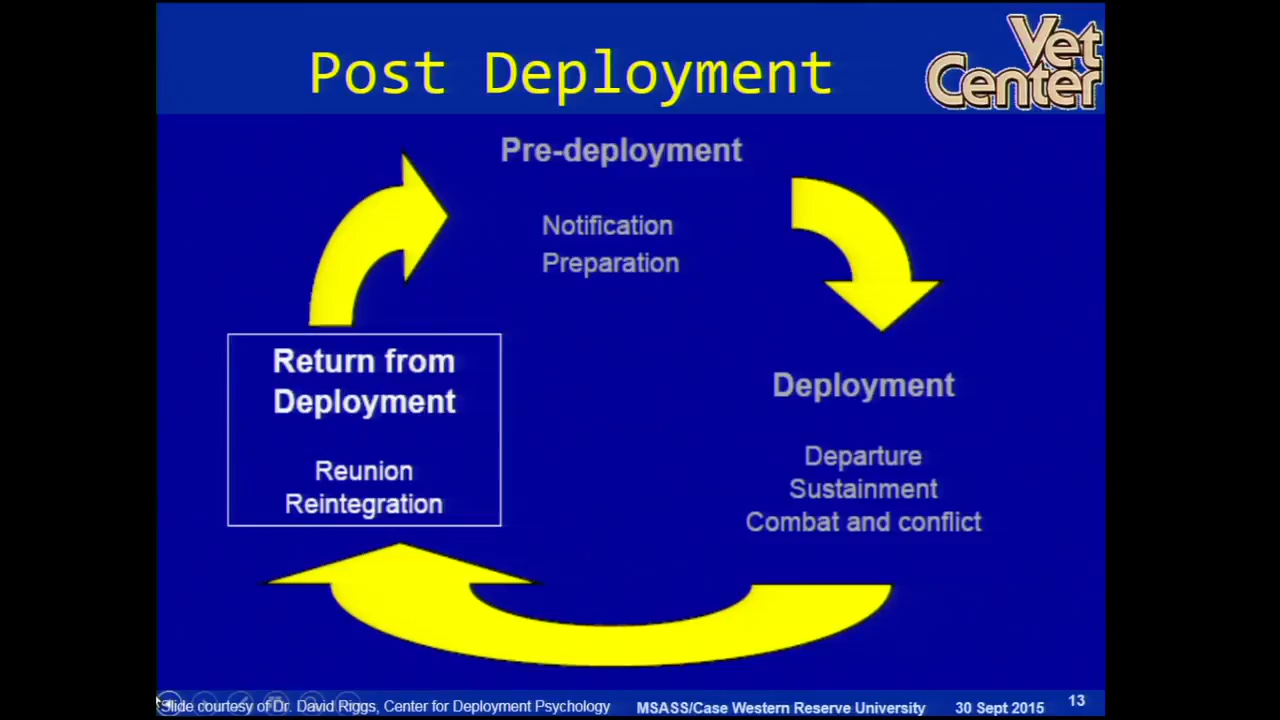 Post Deployment
Vet
Center
Pre-deployment
Notification
Preparation
Return from
Deployment
Reunion
Reintegration
Deployment
Departure
Sustainment
Combat and conflict
Slide courtesy of Dr. David Riggs, Center for Deployment Psychology
MSASS/Case Western Reserve University
30 Sept 2015
13